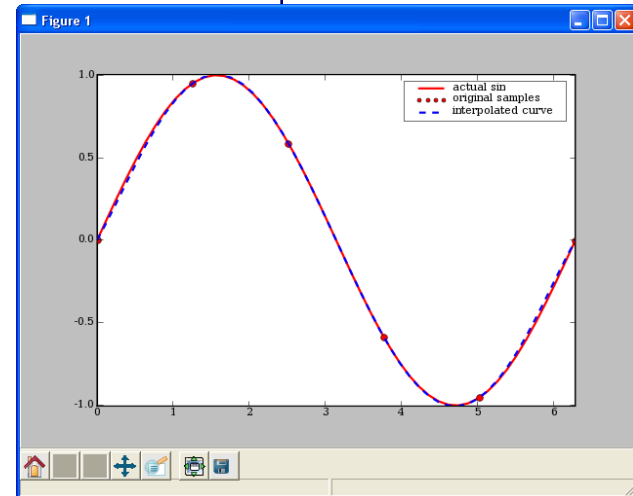 Figure 1
1.0
0.5
0.0
-0.5
-1.0
0 1 2 3 4 5 6
actual sin
original samples
interpolated curve